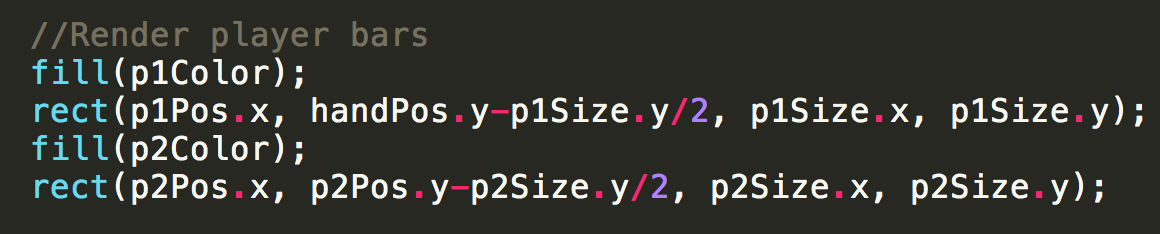 //Render player bars
fill(p1Color);
rect(p1Pos.x, handPos.y-p1Size.y/2, p1Size.x, p1Size.y);
fill(p2Color);
rect(p2Pos.x, p2Pos.y-p2Size.y/2, p2Size.x, p2Size.y);